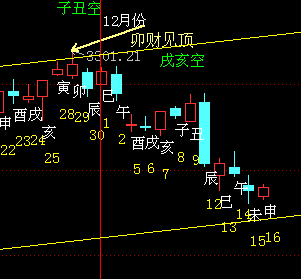 子丑空
12月份
卯财见顶
3301.21
戌亥空
寅
卯
辰
巳
午
申
酉
戌
亥
酉
戌
亥
子
丑
辰
巳
午
未
申
22
23
24
25
28
29
30
1
2
5
6
7
8
9
12
13
14
15
16